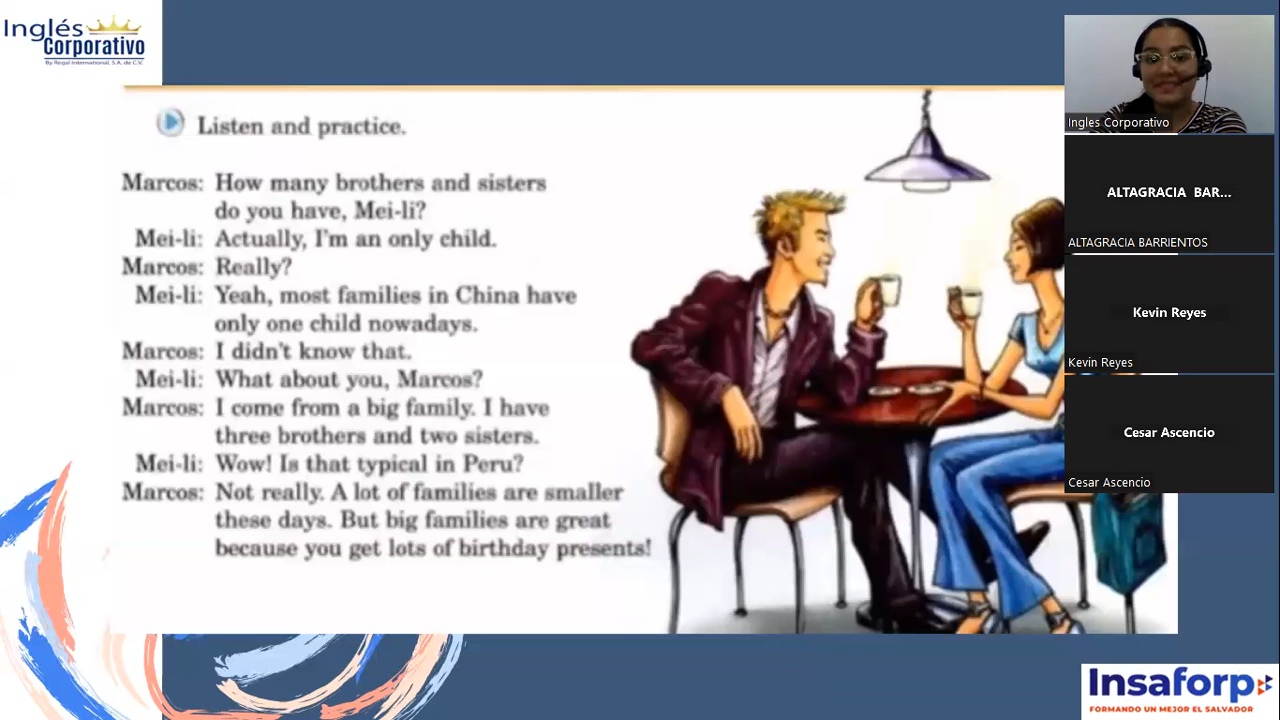 Inglés
Corporativo
By Regal International, S.A. de C.V.
Listen and practice.
Marcos: How many brothers and sisters
do you have, Mei-li?
Mei-li: Actually, I'm an only child.
Marcos: Really?
Mei-li: Yeah, most families in China have
only one child nowadays.
Marcos: I didn't know that.
Mei-li: What about you, Marcos?
Marcos: I come from a big family. I have
three brothers and two sisters.
Mei-li: Wow! Is that typical in Peru?
Marcos: Not really. A lot of families are smaller
these days. But big families are great
because you get lots of birthday presents!
Ingles Corporativo
ALTAGRACIA BAR...
ALTAGRACIA BARRIENTOS
Kevin Reyes
Kevin Reyes
Cesar Ascencio
Cesar Ascencio
Insaforp
FORMANDO UN MEJOR EL SALVADOR